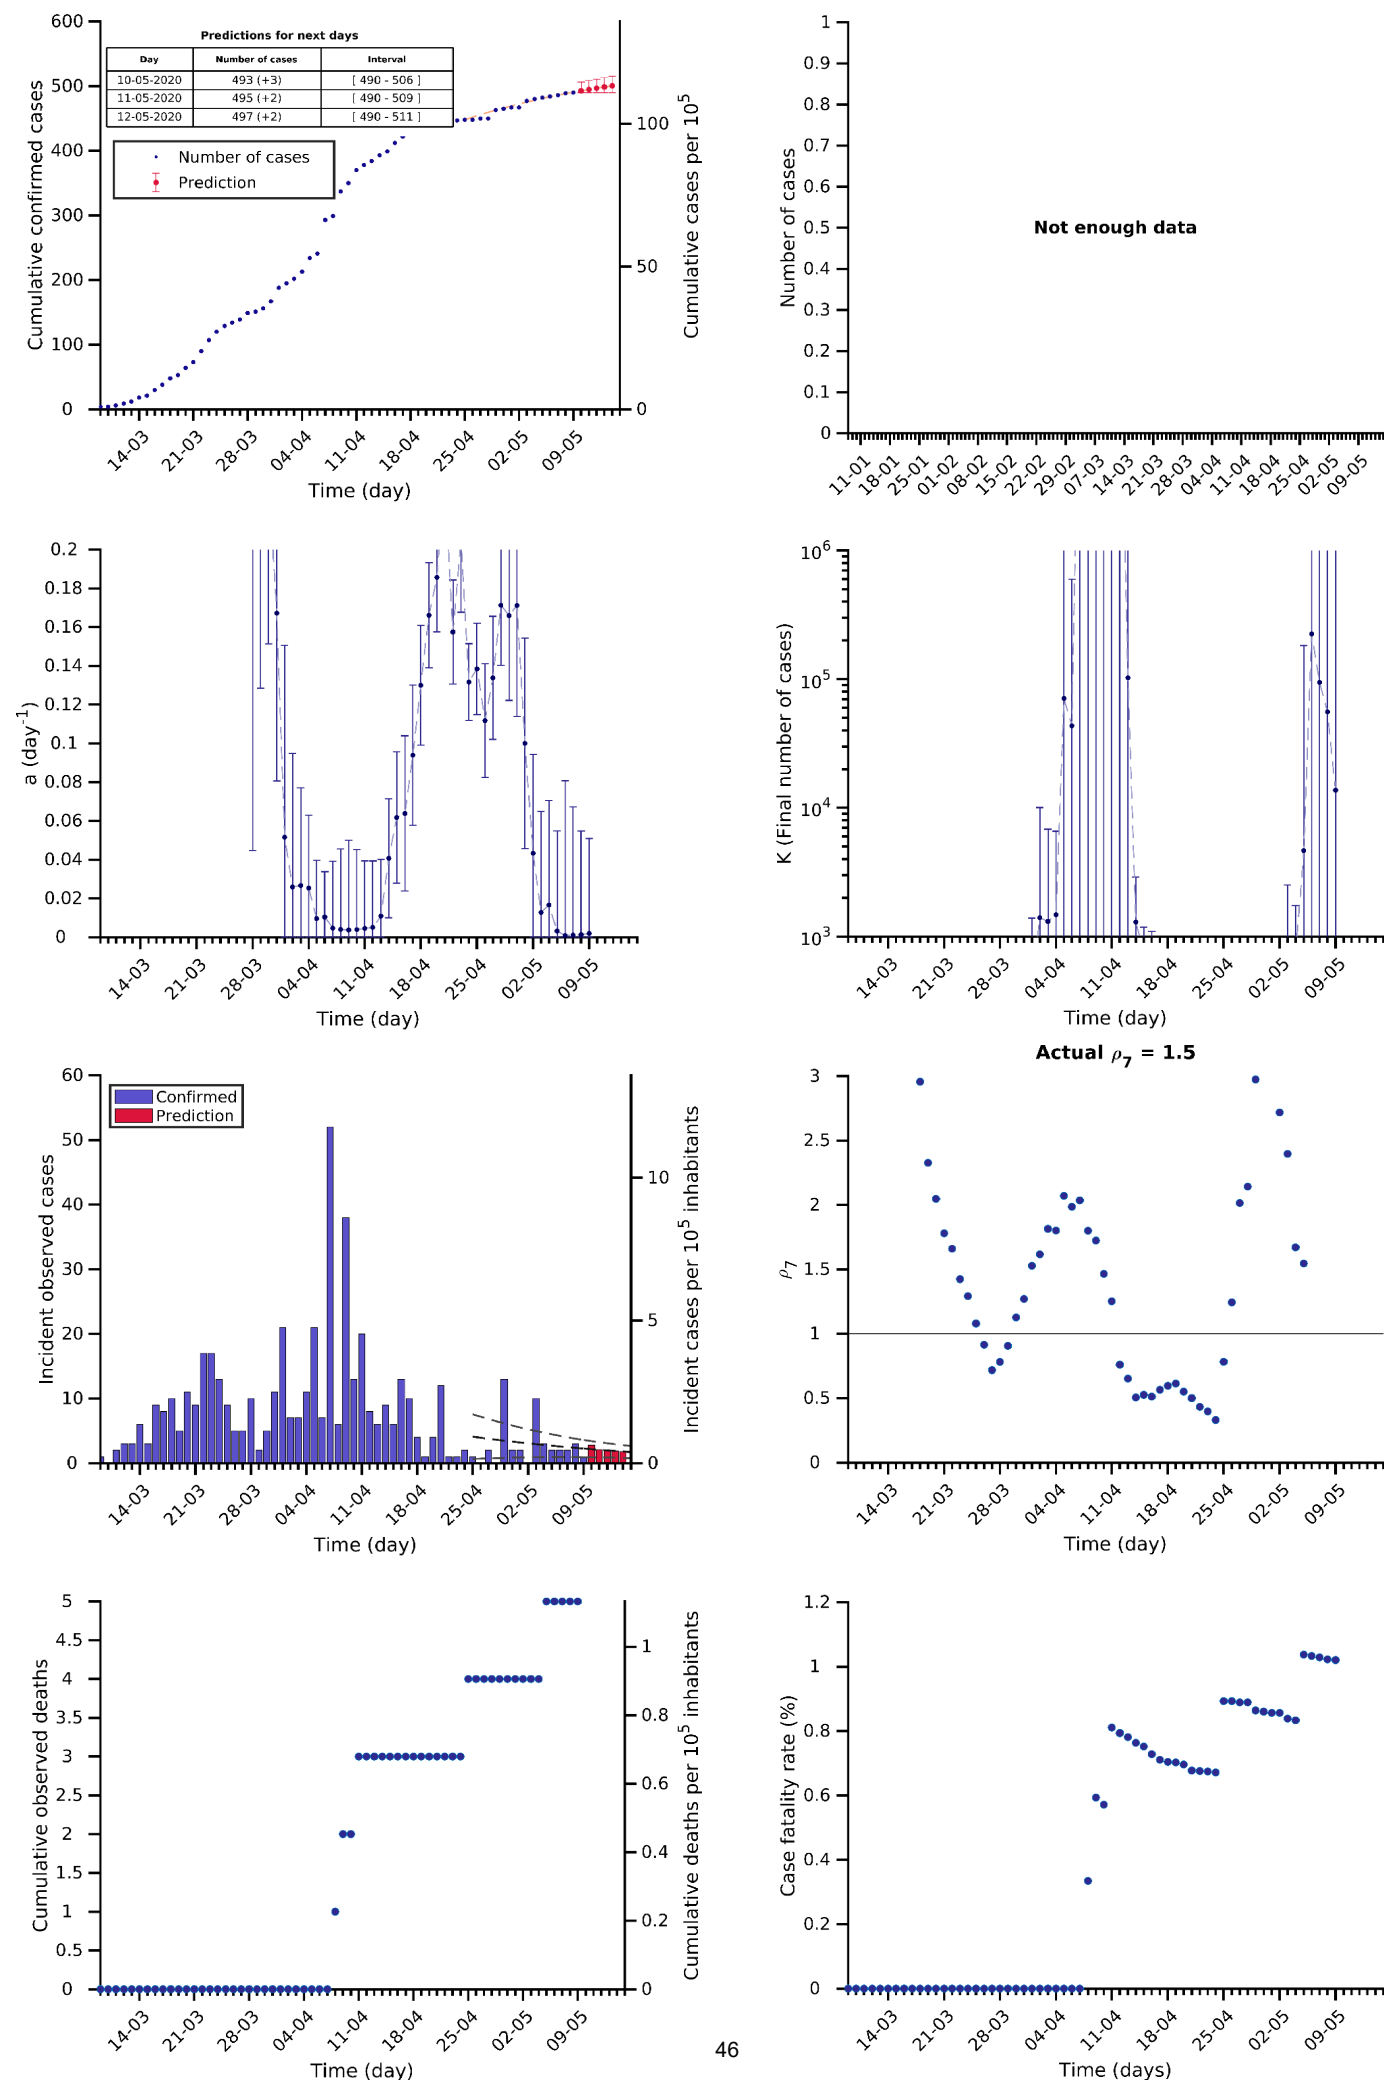 600
500
400
300
200
100
0
Cumulative confirmed cases
Predictions for next days
Day Number of cases Interval
10-05-2020 493 (+3) [ 490 - 506 ]
11-05-2020 495 (+2) [ 490 - 509 ]
12-05-2020 497 (+2) [ 490 - 511 ]
Number of cases
Prediction
100
50
0
Cumulative cases per 10^5
14-03 21-03 28-03 04-04 11-04 18-04 25-04 02-05 09-05
Time (day)
1
0.9
0.8
0.7
0.6
0.5
0.4
0.3
0.2
0.1
0
Number of cases
Not enough data
11-01 18-01 25-01 01-02 08-02 15-02 22-02 29-02 07-03 14-03 21-03 28-03 04-04 11-04 18-04 25-04 02-05 09-05
Time (day)
0.2
0.18
0.16
0.14
0.12
0.1
0.08
0.06
0.04
0.02
0
a (day^-1)
14-03 21-03 28-03 04-04 11-04 18-04 25-04 02-05 09-05
Time (day)
10^6
10^5
10^4
10^3
K (Final number of cases)
14-03 21-03 28-03 04-04 11-04 18-04 25-04 02-05 09-05
Time (day)
60
50
40
30
20
10
0
Incident observed cases
Confirmed
Prediction
10
5
0
Incident cases per 10^5 inhabitants
14-03 21-03 28-03 04-04 11-04 18-04 25-04 02-05 09-05
Time (day)
Actual ρ7 = 1.5
3
2.5
2
1.5
1
0.5
0
ρ7
14-03 21-03 28-03 04-04 11-04 18-04 25-04 02-05 09-05
Time (day)
5
4.5
4
3.5
3
2.5
2
1.5
1
0.5
0
Cumulative observed deaths
1
0.8
0.6
0.4
0.2
0
Cumulative deaths per 10^5 inhabitants
14-03 21-03 28-03 04-04 11-04 18-04 25-04 02-05 09-05
Time (day)
1.2
1
0.8
0.6
0.4
0.2
0
Case fatality rate (%)
14-03 21-03 28-03 04-04 11-04 18-04 25-04 02-05 09-05
Time (days)
46